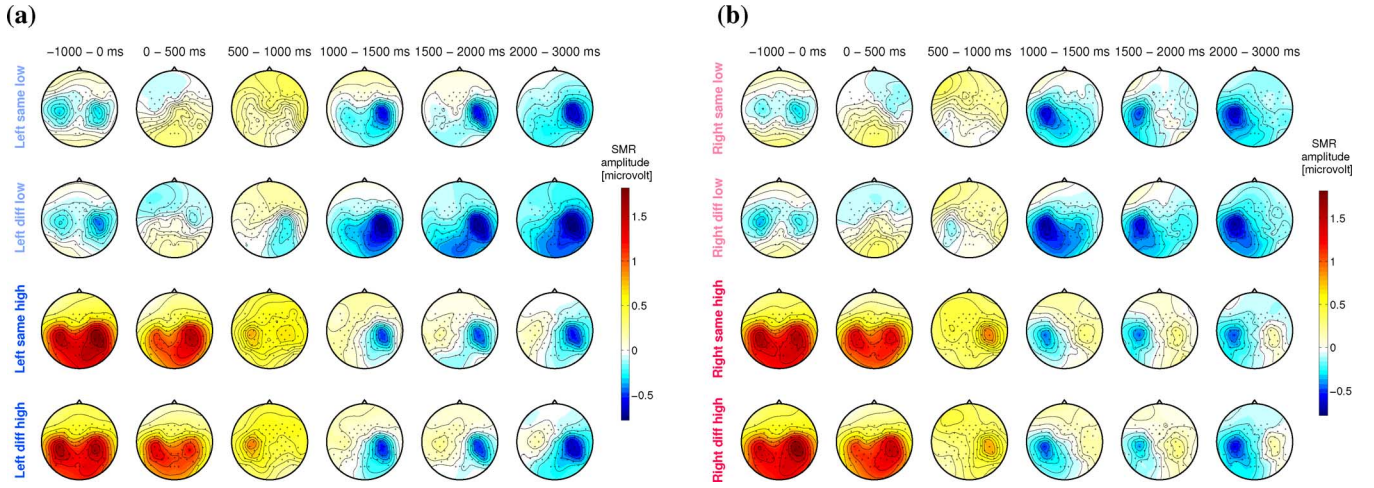 (a)
−1000 – 0 ms 0 – 500 ms 500 – 1000 ms 1000 – 1500 ms 1500 – 2000 ms 2000 – 3000 ms
Left same low
Left diff low
Left same high
Left diff high
SMR
amplitude
[microvolt]
1.5
1
0.5
0
−0.5
(b)
−1000 – 0 ms 0 – 500 ms 500 – 1000 ms 1000 – 1500 ms 1500 – 2000 ms 2000 – 3000 ms
Right same low
Right diff low
Right same high
Right diff high
SMR
amplitude
[microvolt]
1.5
1
0.5
0
−0.5